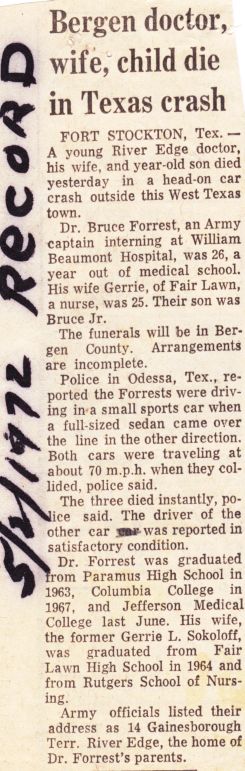 Bergen doctor,
wife, child die
in Texas crash
FORT STOCKTON, Tex. —
A young River Edge doctor,
his wife, and year-old son died
yesterday in a head-on car
crash outside this West Texas
town.
Dr. Bruce Forrest, an Army
captain interning at William
Beaumont Hospital, was 26, a
year out of medical school.
His wife Gerrie, of Fair Lawn,
a nurse, was 25. Their son was
Bruce Jr.
The funerals will be in Ber-
gen County. Arrangements
are incomplete.
Police in Odessa, Tex., re-
ported the Forrests were driv-
ing in a small sports car when
a full-sized sedan came over
the line in the other direction.
Both cars were traveling at
about 70 m.p.h. when they col-
lided, police said.
The three died instantly, po-
lice said. The driver of the
other car car was reported in
satisfactory condition.
Dr. Forrest was graduated
from Paramus High School in
1963, Columbia College in
1967, and Jefferson Medical
College last June. His wife,
the former Gerrie L. Sokoloff,
was graduated from Fair
Lawn High School in 1964 and
from Rutgers School of Nurs-
ing.
Army officials listed their
address as 14 Gainesborough
Terr. River Edge, the home of
Dr. Forrest's parents.
5/2/1972 RECORD